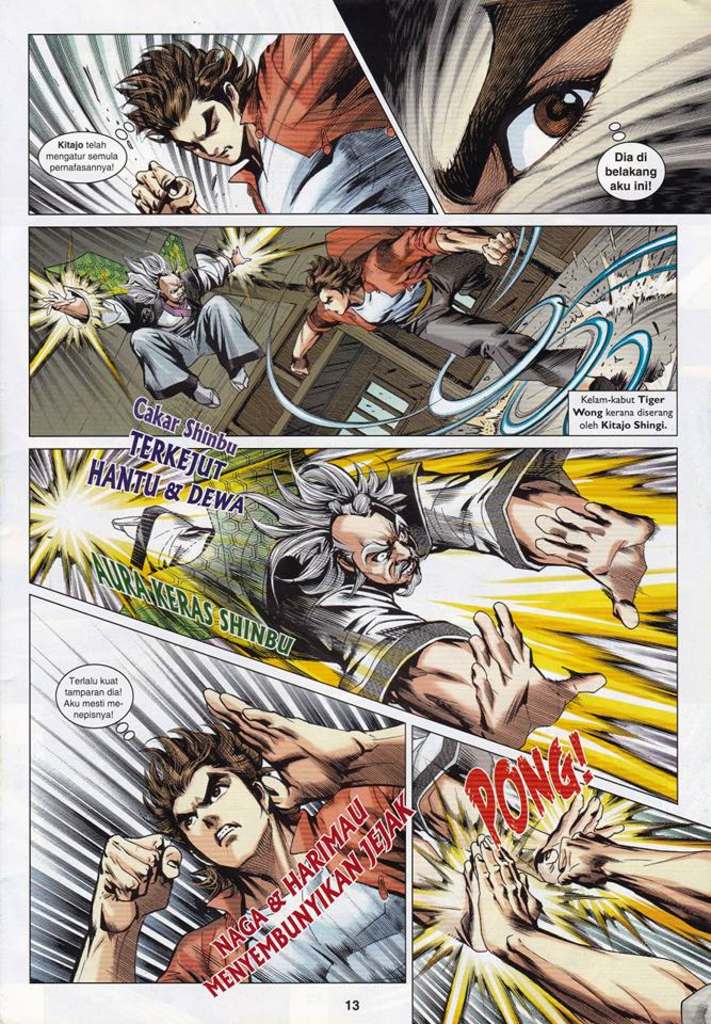 Kitajo telah
mengatur semula
pernafasannya!
Dia di
belakang
aku ini!
Kelam-kabut Tiger
Wong kerana diserang
oleh Kitajo Shingi.
Cakar Shinbu
TERKEJUT
HANTU & DEWA
AURA KERAS SHINBU
Terlalu kuat
tamparan dia!
Aku mesti me-
nepisnya!
NAGA & HARIMAU
MENYEMBUNYIKAN JEJAK
PONG!
13